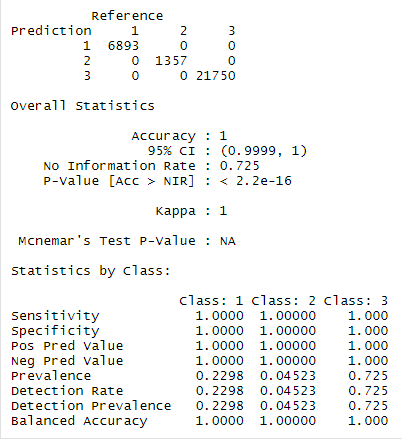 Reference
Prediction 1 2 3
1 6893 0 0
2 0 1357 0
3 0 0 21750
Overall Statistics
Accuracy : 1
95% CI : (0.9999, 1)
No Information Rate : 0.725
P-Value [Acc > NIR] : < 2.2e-16
Kappa : 1
Mcnemar's Test P-Value : NA
Statistics by Class:
Class: 1 Class: 2 Class: 3
Sensitivity 1.0000 1.00000 1.000
Specificity 1.0000 1.00000 1.000
Pos Pred Value 1.0000 1.00000 1.000
Neg Pred Value 1.0000 1.00000 1.000
Prevalence 0.2298 0.04523 0.725
Detection Rate 0.2298 0.04523 0.725
Detection Prevalence 0.2298 0.04523 0.725
Balanced Accuracy 1.0000 1.00000 1.000